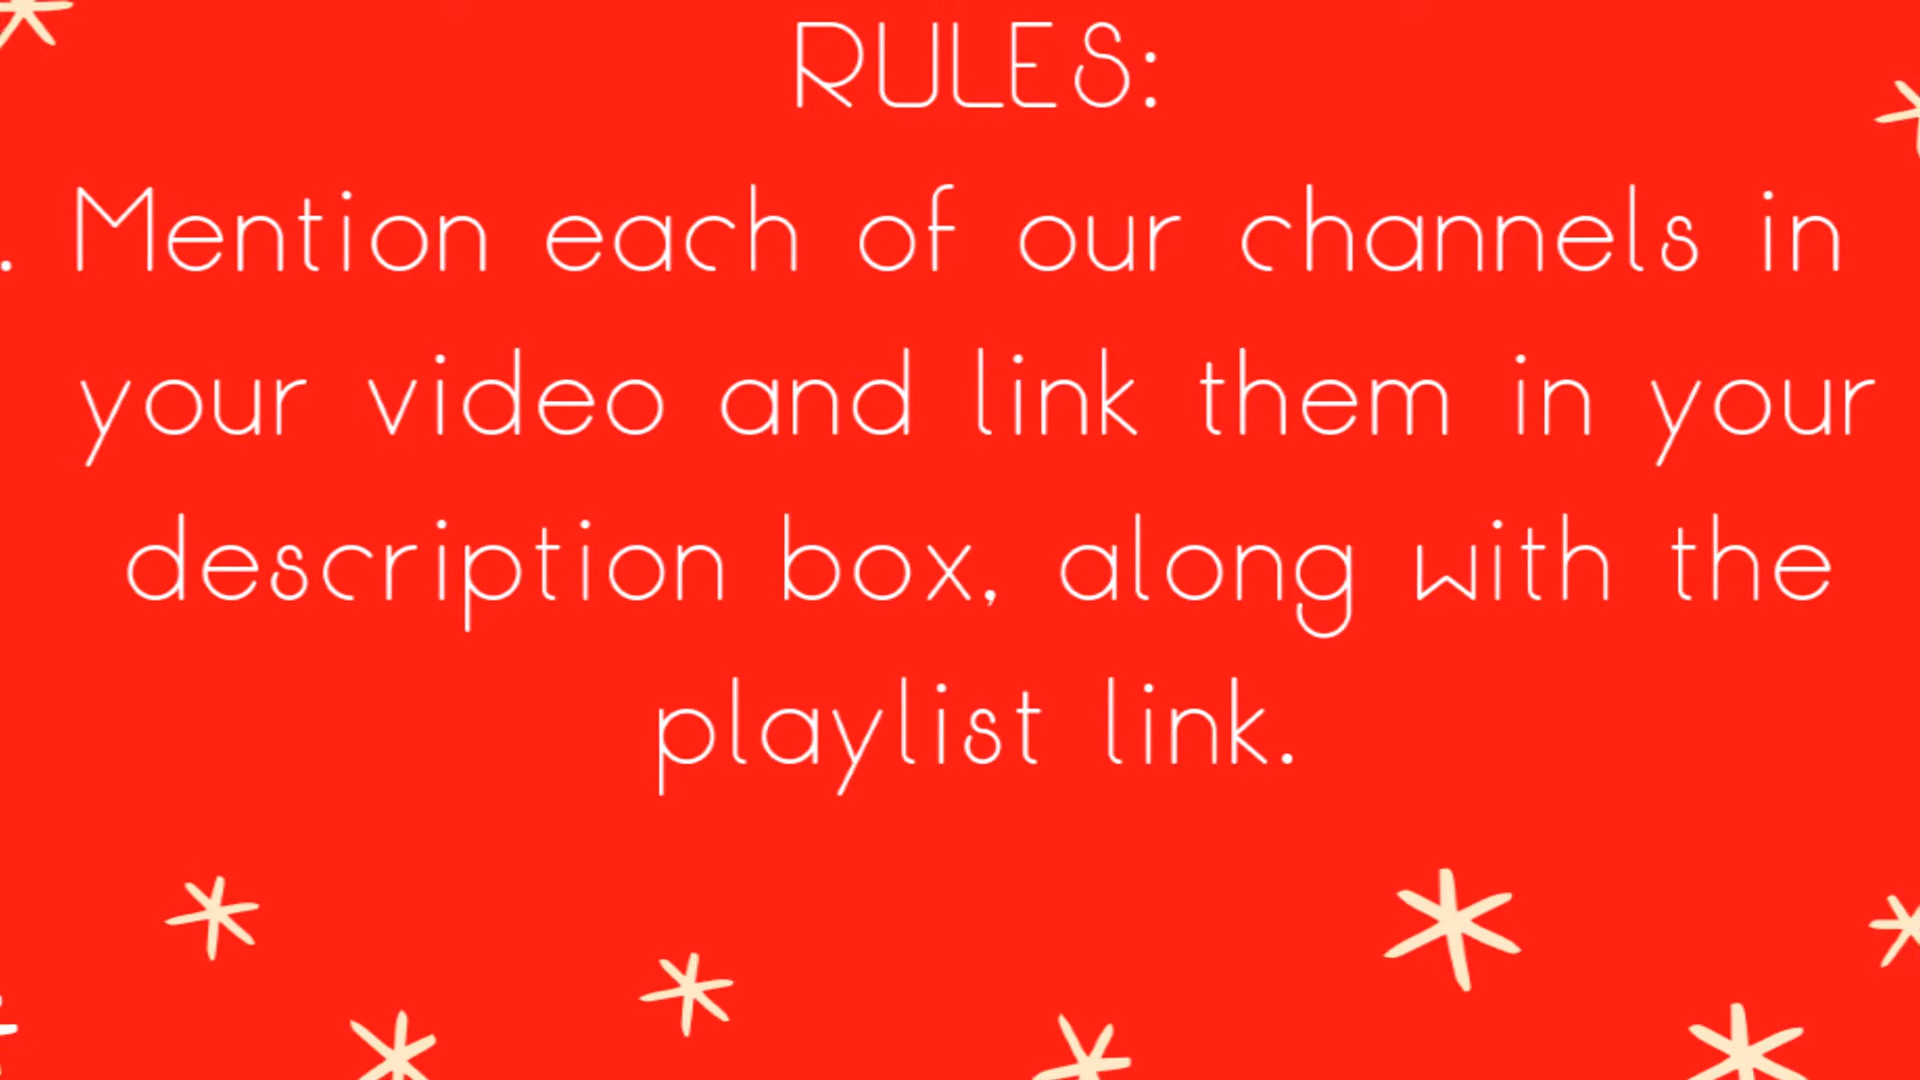 RULES:
. Mention each of our channels in
your video and link them in your
description box, along with the
playlist link.